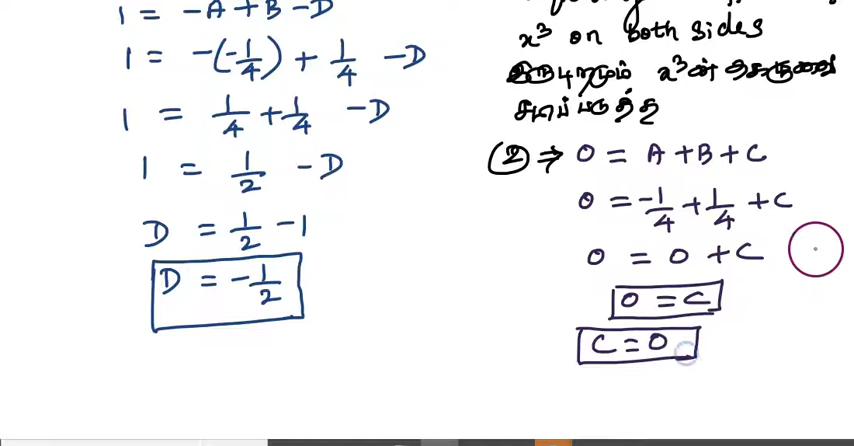 1 = -A + B - D
1 = -(-1/4) + 1/4 - D
1 = 1/4 + 1/4 - D
1 = 1/2 - D
D = 1/2 - 1
D = -1/2
x³ on both sides
x³ன்
(2) ⇒ 0 = A + B + C
0 = -1/4 + 1/4 + C
0 = 0 + C
0 = C
C = 0